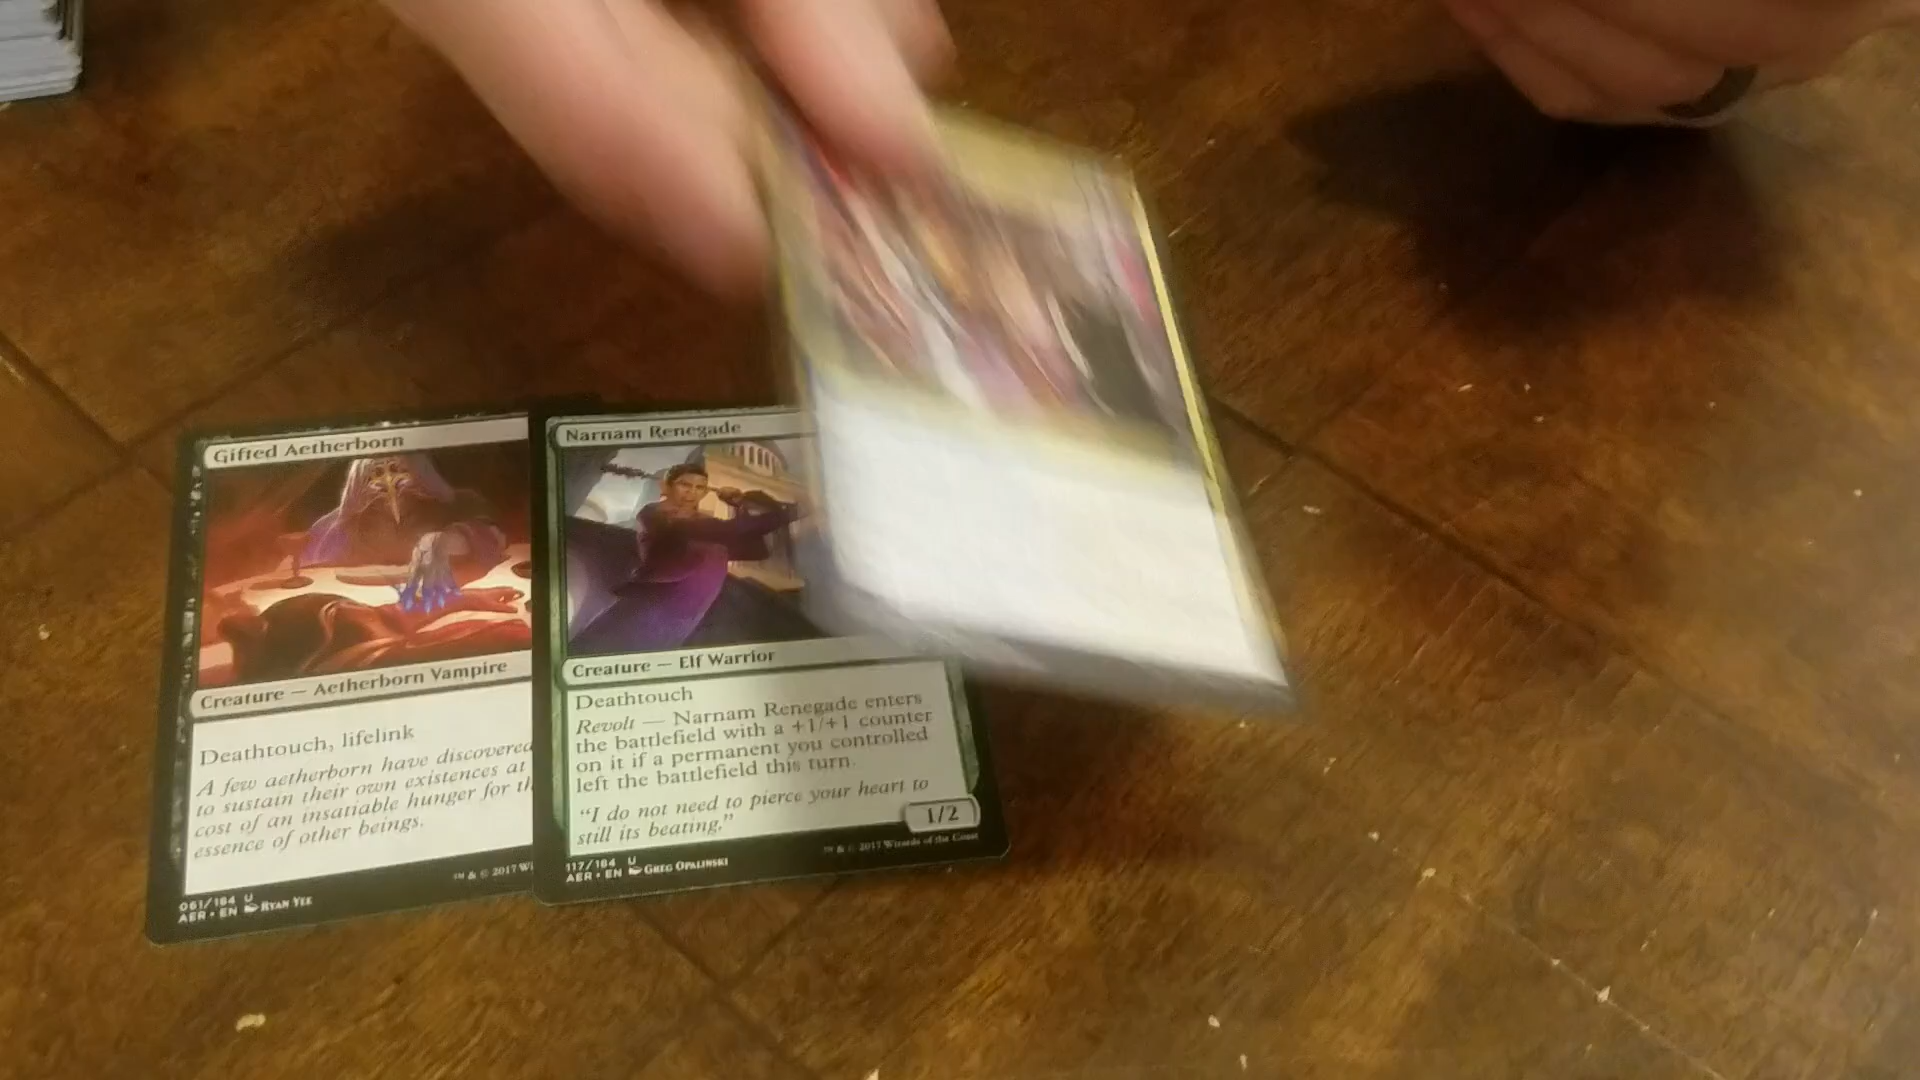 Gifted Aetherborn
Creature — Aetherborn Vampire
Deathtouch, lifelink
A few aetherborn have discovered
to sustain their own existences at
cost of an insatiable hunger for
essence of other beings.
™ & © 2017
061/184 U
AER • EN Ryan Yee
Narnam Renegade
Creature — Elf Warrior
Deathtouch
Revolt — Narnam Renegade enters
the battlefield with a +1/+1 counter
on it if a permanent you controlled
left the battlefield this turn.
“I do not need to pierce your heart to
still its beating.”
1/2
™ & © 2017 Wizards of the Coast
117/184 U
AER • EN Greg Opalinski